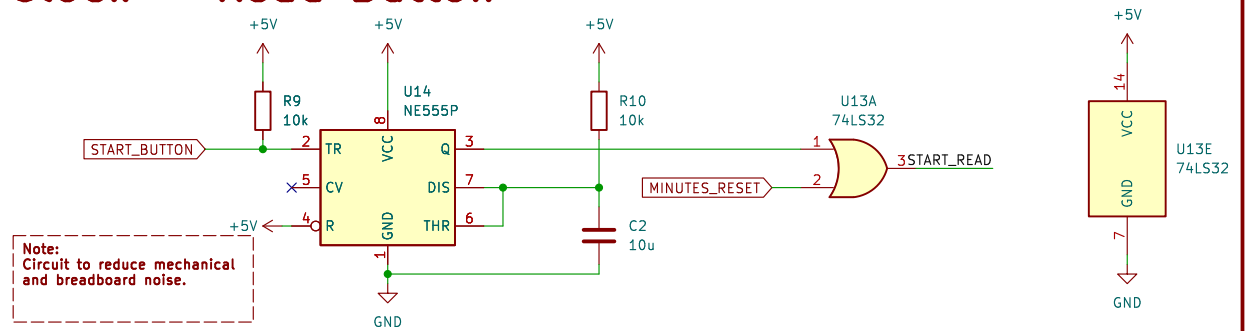 +5V
+5V
+5V
+5V
R9
10k
U14
NE555P
R10
10k
U13A
74LS32
14
VCC
GND
7
U13E
74LS32
GND
START_BUTTON
2
TR
8
VCC
Q
3
1
3
START_READ
5
CV
DIS
7
MINUTES_RESET
2
+5V
4
R
GND
THR
6
C2
10u
1
GND
Note:
Circuit to reduce mechanical
and breadboard noise.